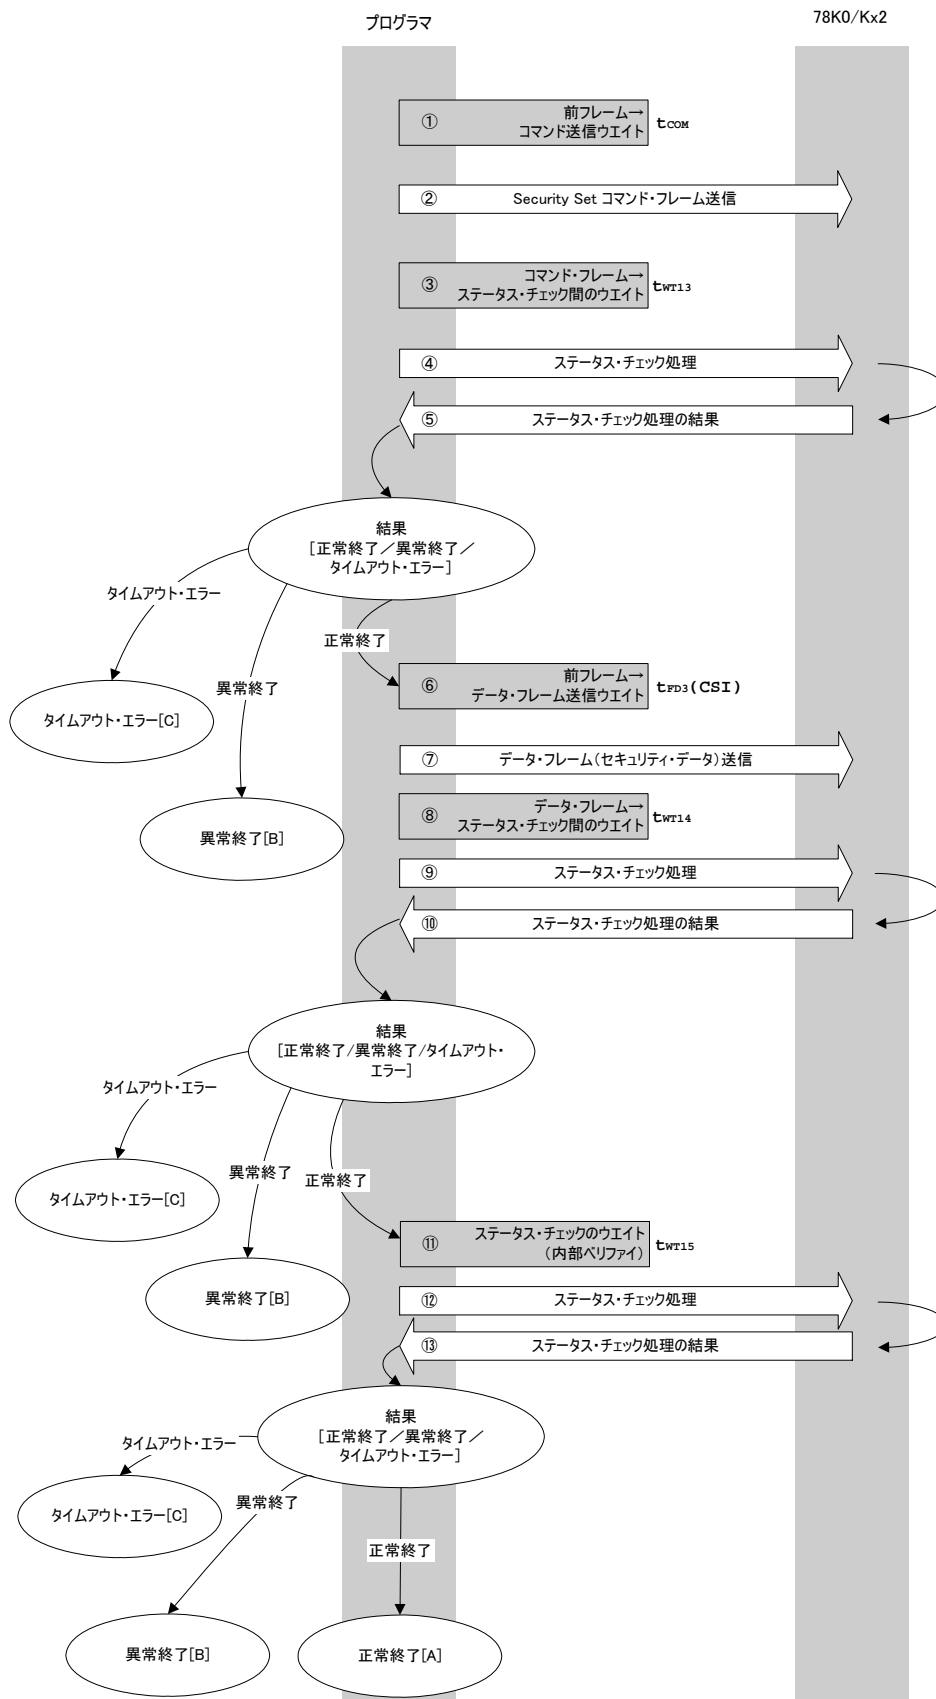 プログラマ
78K0/Kx2
①
前フレーム→
コマンド送信ウエイト
tCOM
②
Security Set コマンド・フレーム送信
③
コマンド・フレーム→
ステータス・チェック間のウエイト
tWT13
④
ステータス・チェック処理
⑤
ステータス・チェック処理の結果
結果
[正常終了／異常終了／
タイムアウト・エラー]
タイムアウト・エラー
正常終了
異常終了
⑥
前フレーム→
データ・フレーム送信ウエイト
tFD3(CSI)
タイムアウト・エラー[C]
⑦
データ・フレーム（セキュリティ・データ）送信
⑧
データ・フレーム→
ステータス・チェック間のウエイト
tWT14
異常終了[B]
⑨
ステータス・チェック処理
⑩
ステータス・チェック処理の結果
結果
[正常終了/異常終了/タイムアウト・
エラー]
タイムアウト・エラー
異常終了
正常終了
タイムアウト・エラー[C]
⑪
ステータス・チェックのウエイト
（内部ベリファイ）
tWT15
異常終了[B]
⑫
ステータス・チェック処理
⑬
ステータス・チェック処理の結果
結果
[正常終了／異常終了／
タイムアウト・エラー]
タイムアウト・エラー
異常終了
タイムアウト・エラー[C]
正常終了
異常終了[B]
正常終了[A]